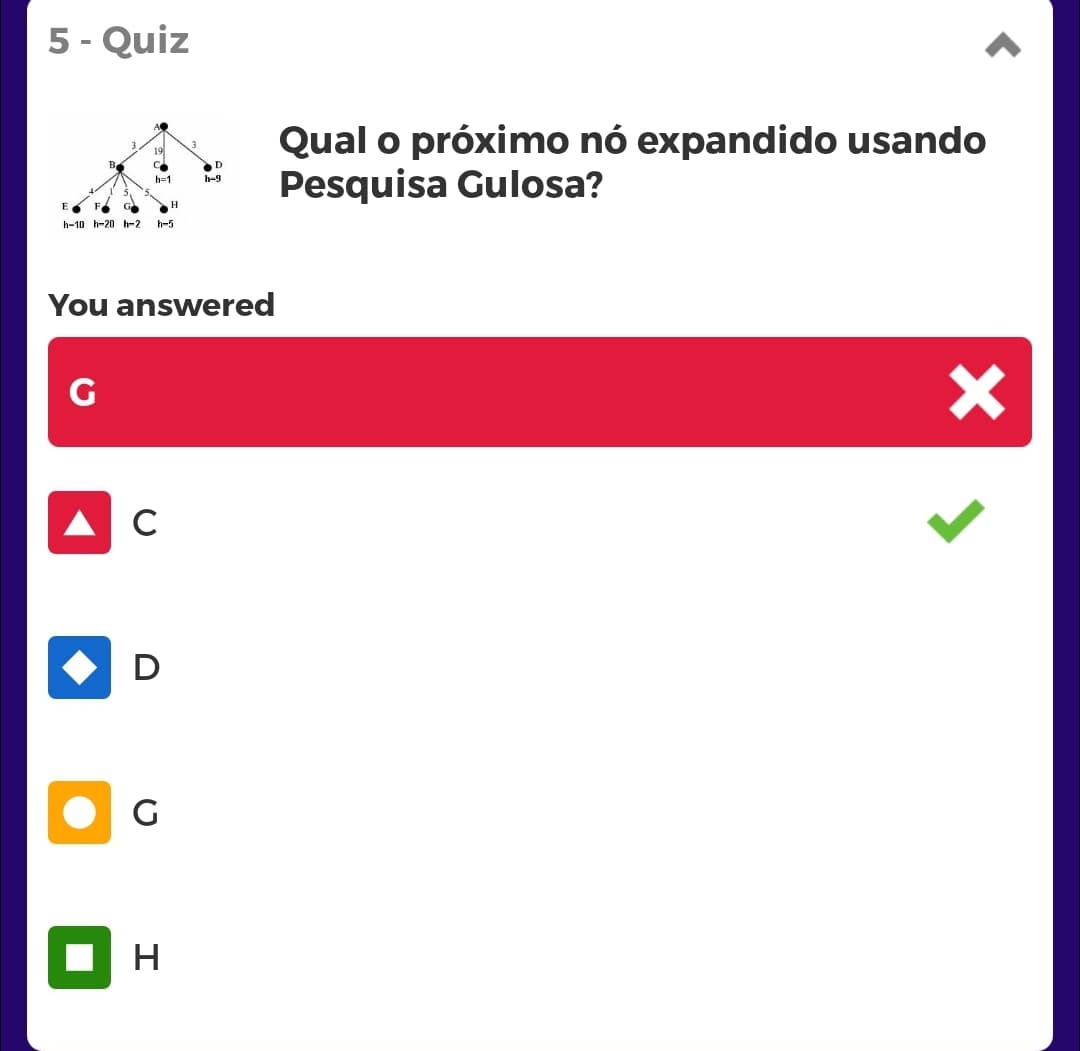 5 - Quiz
A
3
19
3
B
C
D
h=1
h=9
4
1
5
5
E
F
G
H
h=10 h=20 h=2 h=5
Qual o próximo nó expandido usando
Pesquisa Gulosa?
You answered
G
C
D
G
H